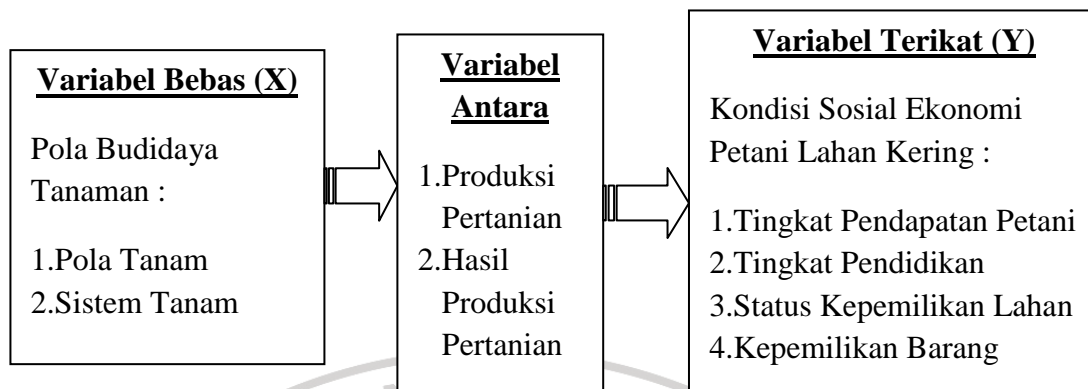 Variabel Bebas (X)
Pola Budidaya
Tanaman :
1.Pola Tanam
2.Sistem Tanam
Variabel
Antara
1.Produksi
Pertanian
2.Hasil
Produksi
Pertanian
Variabel Terikat (Y)
Kondisi Sosial Ekonomi
Petani Lahan Kering :
1.Tingkat Pendapatan Petani
2.Tingkat Pendidikan
3.Status Kepemilikan Lahan
4.Kepemilikan Barang